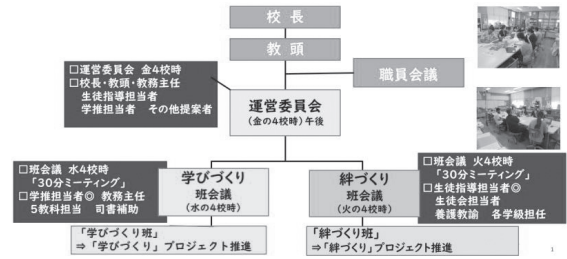 校長
教頭
職員会議
□運営委員会 金4校時
□校長・教頭・教務主任
生徒指導担当者
学推担当者 その他提案者
運営委員会
(金の4校時)午後
□班会議 水4校時
「30分ミーティング」
□学推担当者◎ 教務主任
5教科担当 司書補助
学びづくり
班会議
(水の4校時)
絆づくり
班会議
(火の4校時)
□班会議 火4校時
「30分ミーティング」
□生徒指導担当者◎
生徒会担当者
養護教諭 各学級担任
「学びづくり班」
⇒「学びづくり」プロジェクト推進
「絆づくり班」
⇒「絆づくり」プロジェクト推進
1